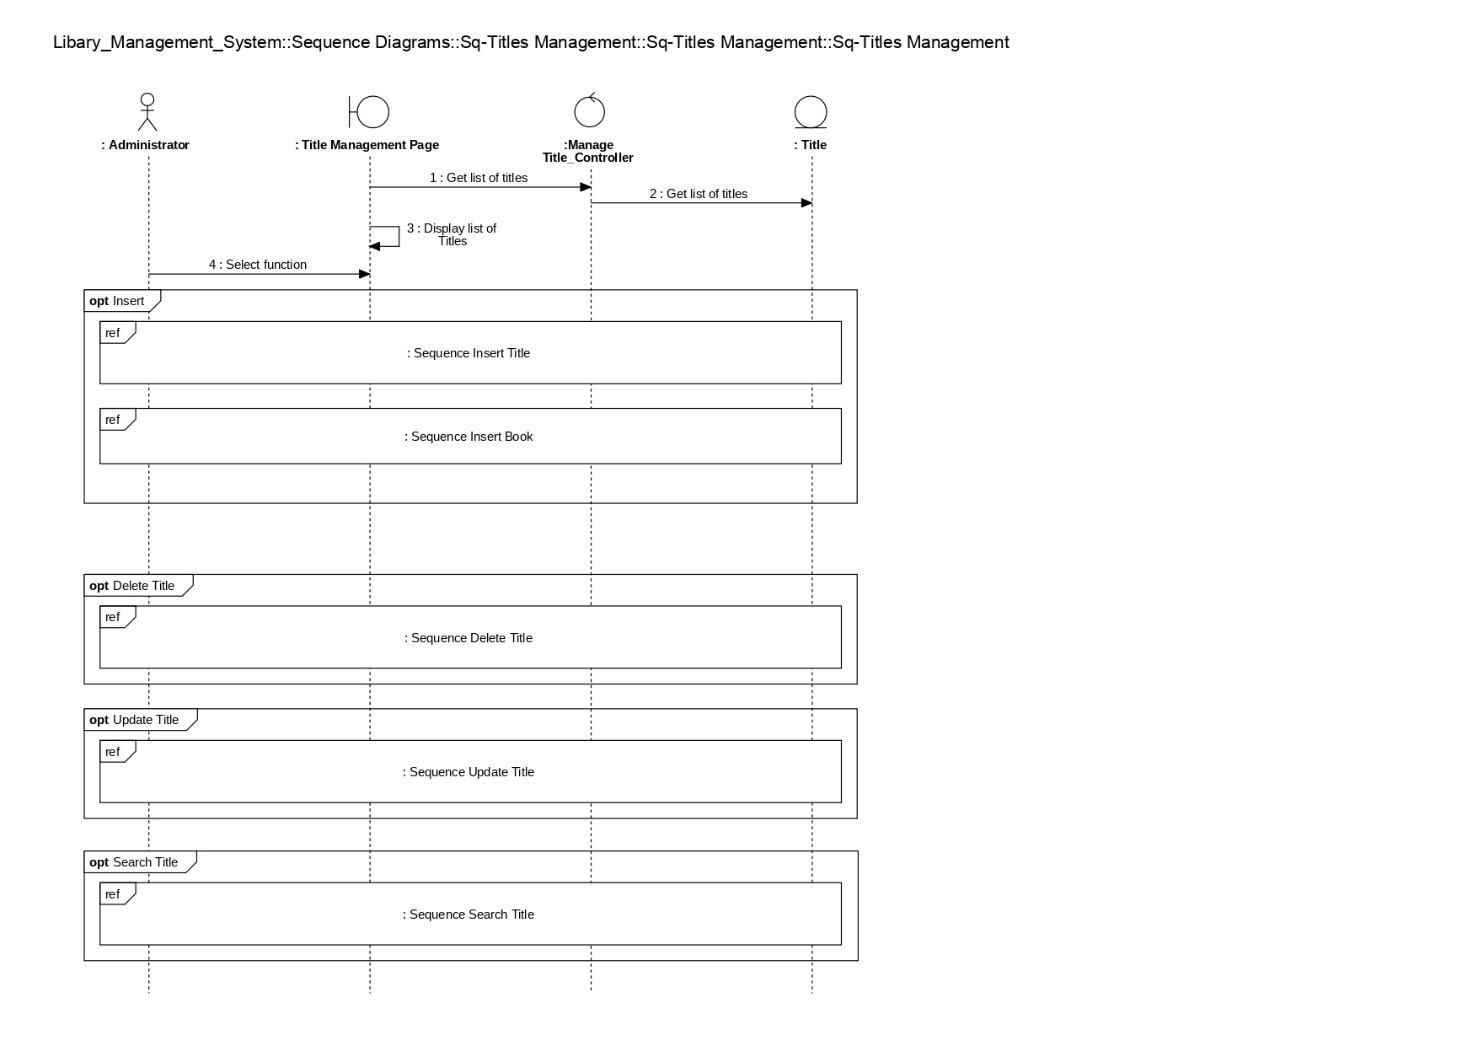 Libary_Management_System::Sequence Diagrams::Sq-Titles Management::Sq-Titles Management::Sq-Titles Management
: Administrator
: Title Management Page
:Manage
Title_Controller
: Title
1 : Get list of titles
2 : Get list of titles
3 : Display list of
Titles
4 : Select function
opt Insert
ref
: Sequence Insert Title
ref
: Sequence Insert Book
opt Delete Title
ref
: Sequence Delete Title
opt Update Title
ref
: Sequence Update Title
opt Search Title
ref
: Sequence Search Title